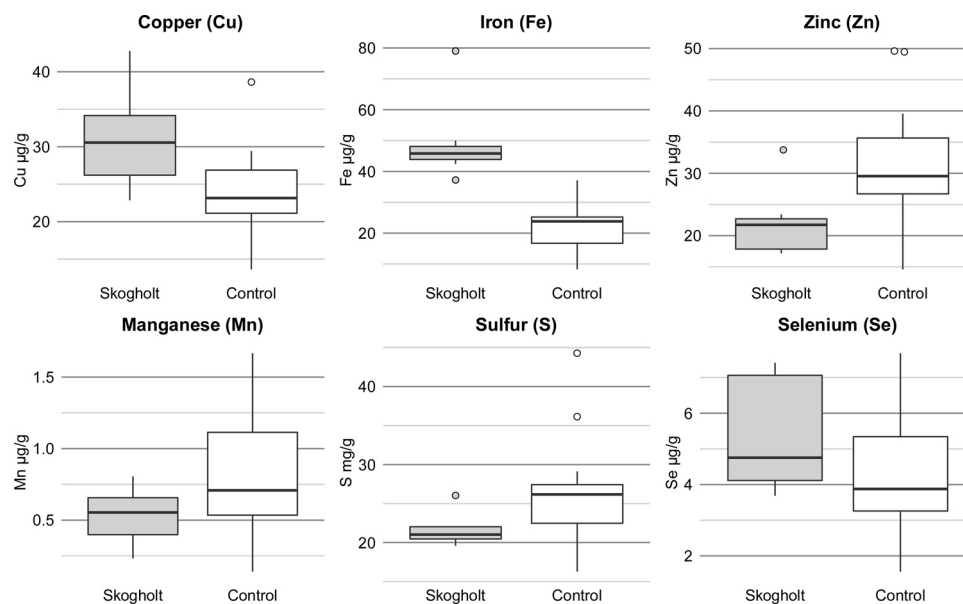 Copper (Cu)
Cu µg/g
40
30
20
Skogholt
Control
Iron (Fe)
Fe µg/g
80
60
40
20
Skogholt
Control
Zinc (Zn)
Zn µg/g
50
40
30
20
Skogholt
Control
Manganese (Mn)
Mn µg/g
1.5
1.0
0.5
Skogholt
Control
Sulfur (S)
S mg/g
40
30
20
Skogholt
Control
Selenium (Se)
Se µg/g
6
4
2
Skogholt
Control